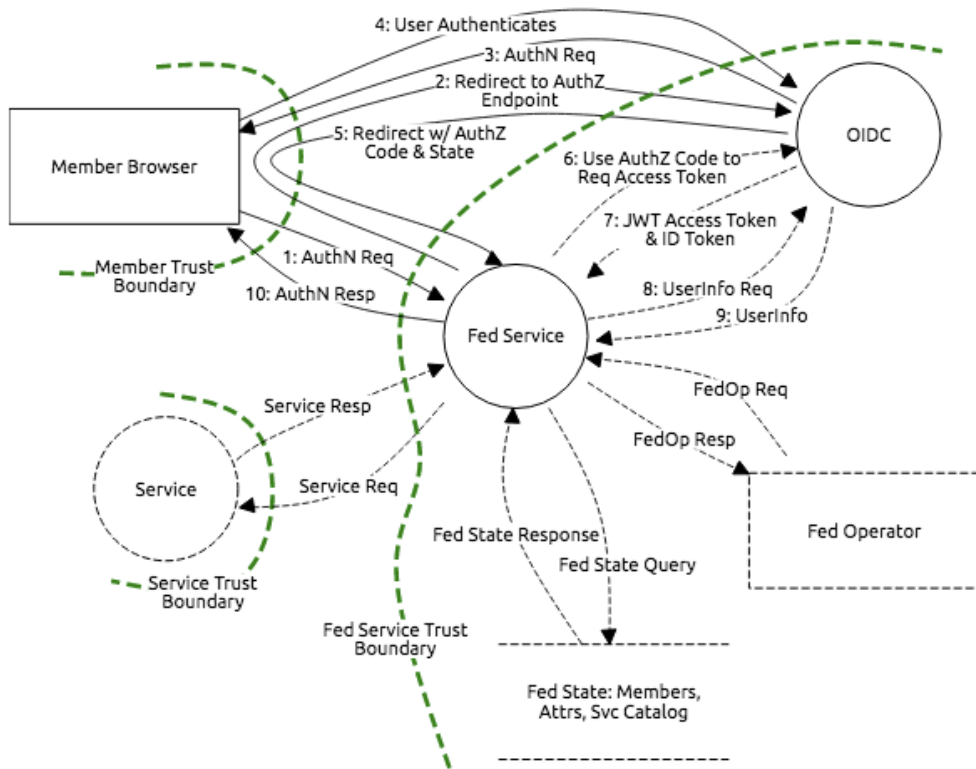 4: User Authenticates
3: AuthN Req
2: Redirect to AuthZ
Endpoint
5: Redirect w/ AuthZ
Code & State
OIDC
Member Browser
6: Use AuthZ Code to
Req Access Token
7: JWT Access Token
& ID Token
Member Trust
Boundary
1: AuthN Req
10: AuthN Resp
8: UserInfo Req
9: UserInfo
Fed Service
FedOp Req
Service Resp
FedOp Resp
Service
Service Req
Fed State Response
Fed Operator
Fed State Query
Service Trust
Boundary
Fed Service Trust
Boundary
Fed State: Members,
Attrs, Svc Catalog